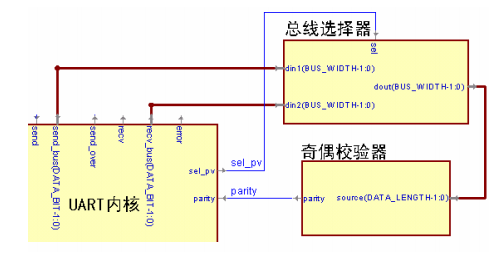 总线选择器
sel
din1(BUS_WIDTH-1:0)
dout(BUS_WIDTH-1:0)
din2(BUS_WIDTH-1:0)
send
send_bus(DATA_BIT-1:0)
send_over
recv
recv_bus(DATA_BIT-1:0)
error
sel_pv
sel_pv
parity
parity
UART内核
奇偶校验器
parity
source(DATA_LENGTH-1:0)